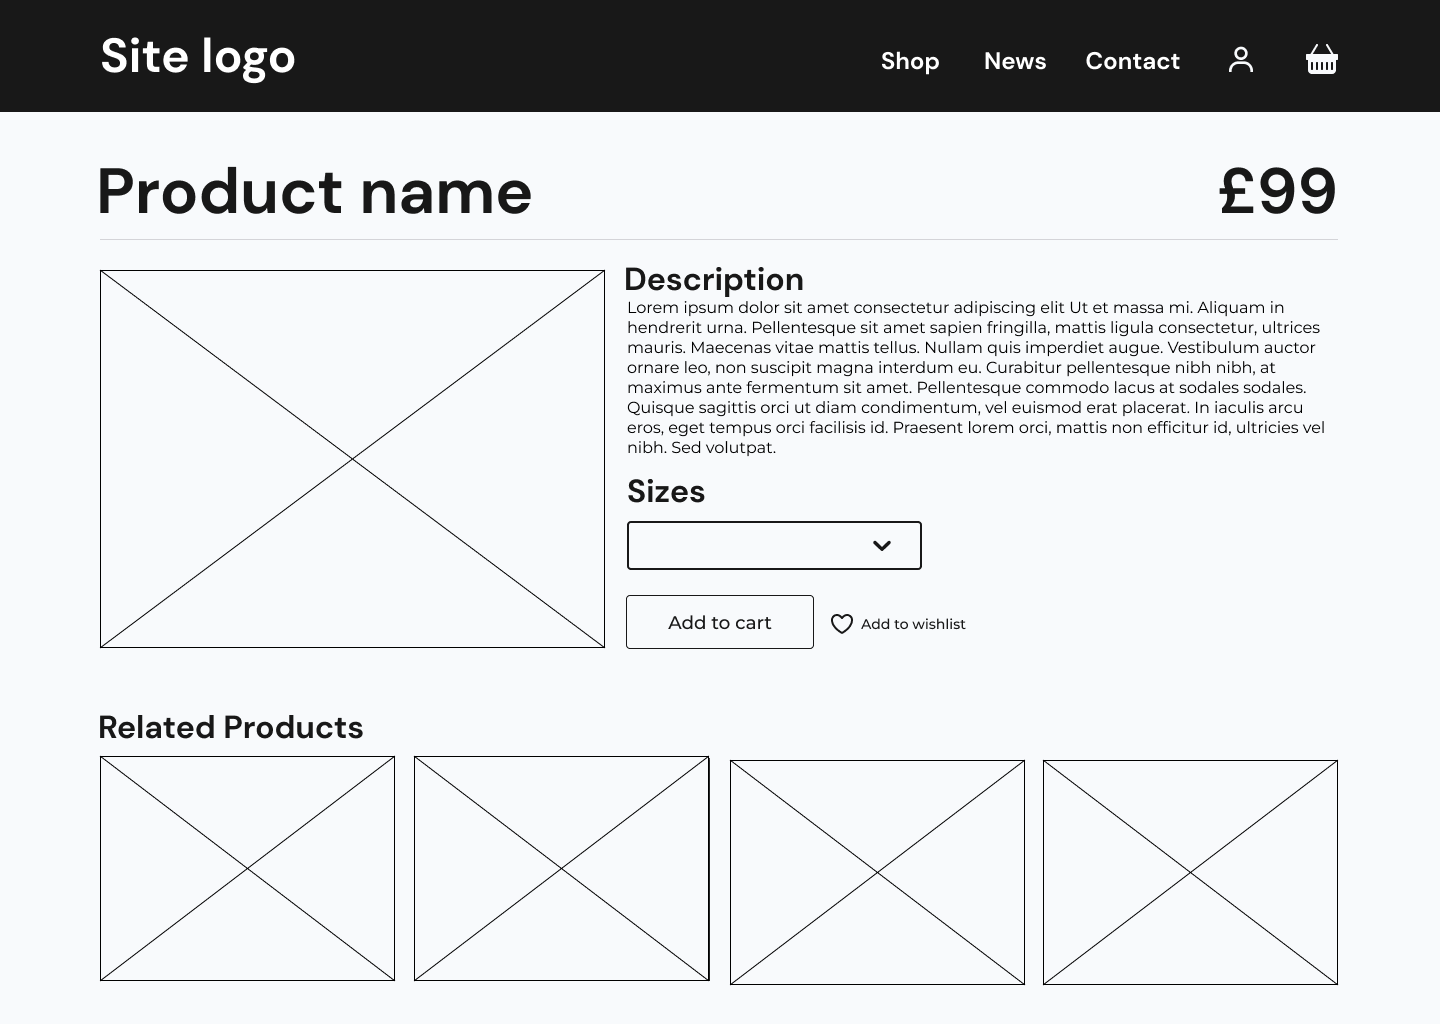 Site logo
Shop
News
Contact
Product name
£99
Description
Lorem ipsum dolor sit amet consectetur adipiscing elit Ut et massa mi. Aliquam in
hendrerit urna. Pellentesque sit amet sapien fringilla, mattis ligula consectetur, ultrices
mauris. Maecenas vitae mattis tellus. Nullam quis imperdiet augue. Vestibulum auctor
ornare leo, non suscipit magna interdum eu. Curabitur pellentesque nibh nibh, at
maximus ante fermentum sit amet. Pellentesque commodo lacus at sodales sodales.
Quisque sagittis orci ut diam condimentum, vel euismod erat placerat. In iaculis arcu
eros, eget tempus orci facilisis id. Praesent lorem orci, mattis non efficitur id, ultricies vel
nibh. Sed volutpat.
Sizes
Add to cart
Add to wishlist
Related Products